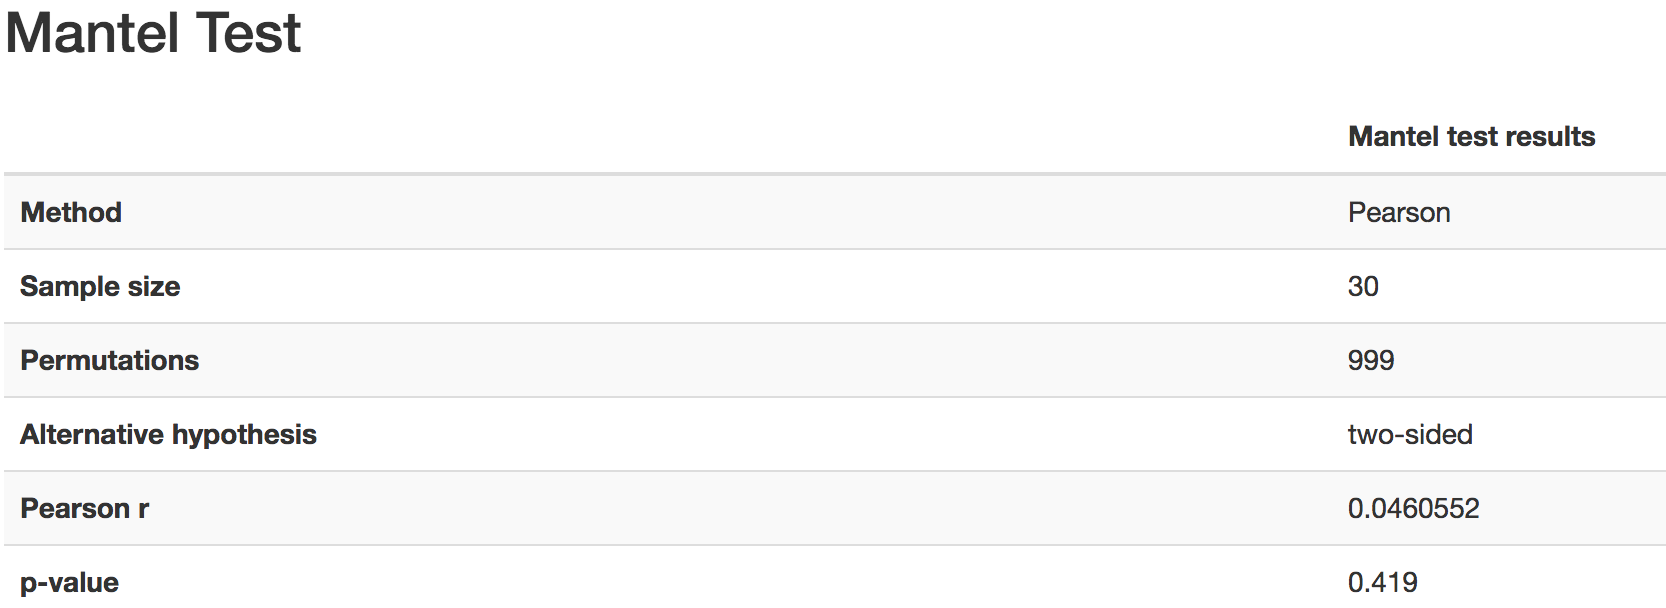 Mantel Test
Mantel test results
Method Pearson
Sample size 30
Permutations 999
Alternative hypothesis two-sided
Pearson r 0.0460552
p-value 0.419